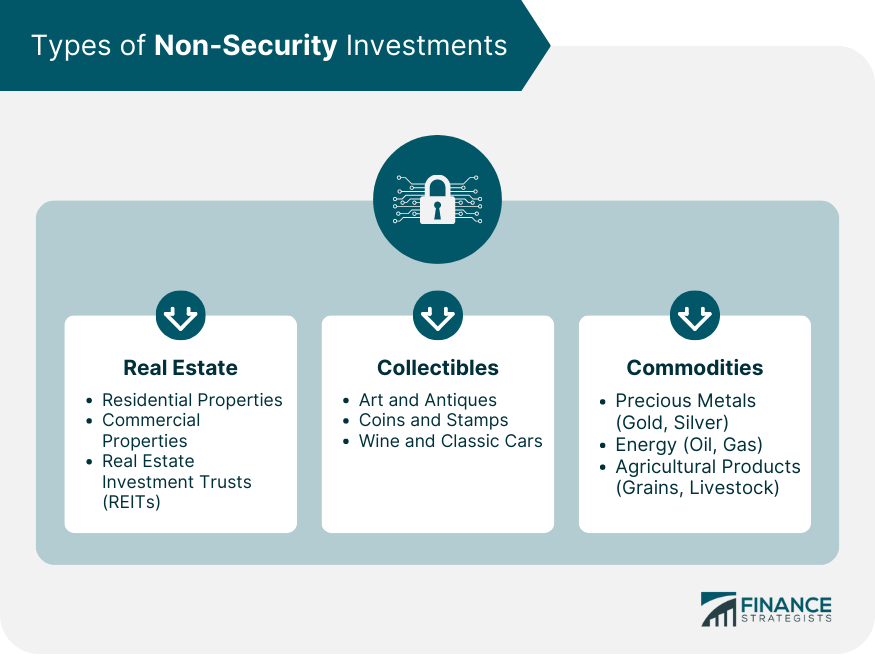 Types of Non-Security Investments
Real Estate
• Residential Properties
• Commercial
Properties
• Real Estate
Investment Trusts
(REITs)
Collectibles
• Art and Antiques
• Coins and Stamps
• Wine and Classic Cars
Commodities
• Precious Metals
(Gold, Silver)
• Energy (Oil, Gas)
• Agricultural Products
(Grains, Livestock)
FINANCE
STRATEGISTS